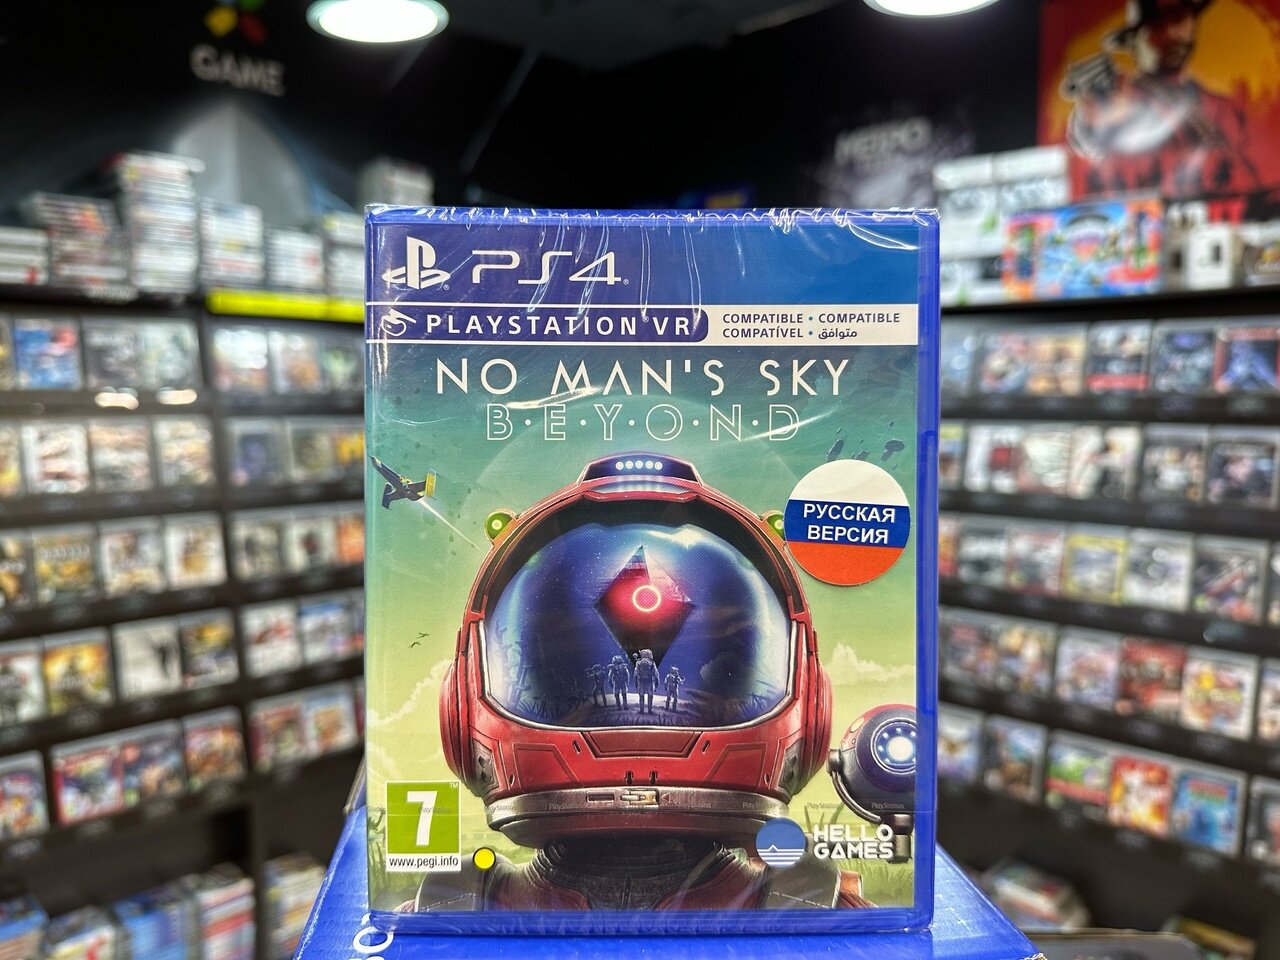 GAME
PS4
PLAYSTATION VR
COMPATIBLE • COMPATIBLE
COMPATÍVEL • متوافق
NO MAN'S SKY
B·E·Y·O·N·D
РУССКАЯ
ВЕРСИЯ
7
www.pegi.info
HELLO
GAMES